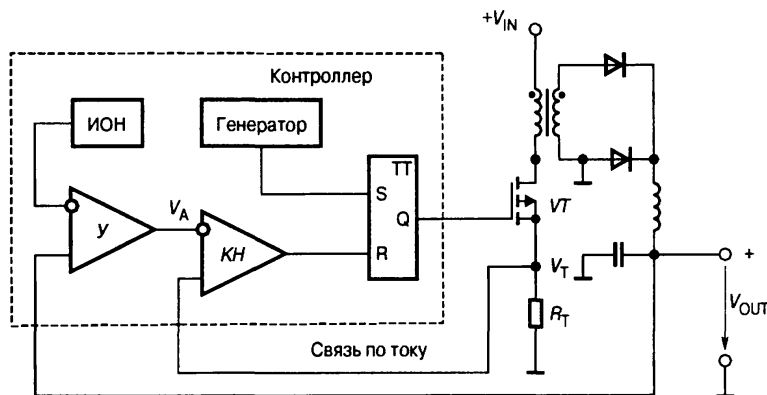 +V_IN
Контроллер
ИОН
Генератор
TT
S
Q
R
У
V_A
КН
VT
V_T
R_T
+
V_OUT
Связь по току